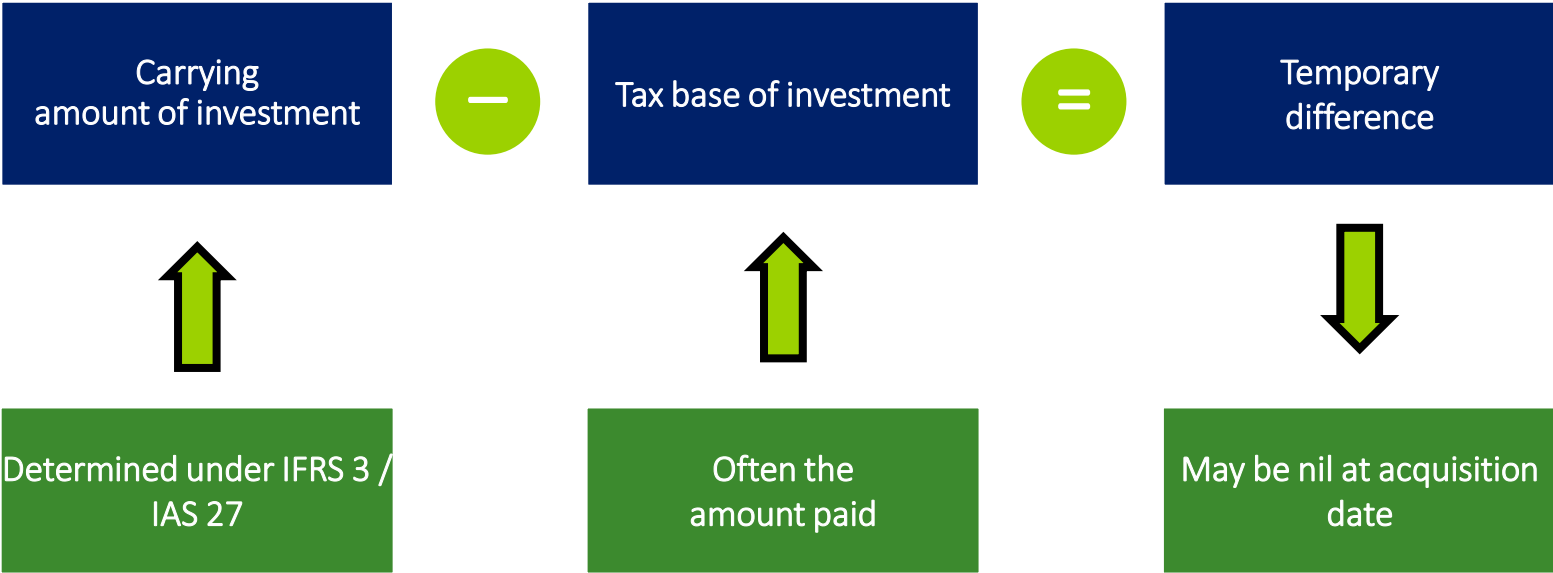 Carrying
amount of investment
–
Tax base of investment
=
Temporary
difference
Determined under IFRS 3 /
IAS 27
Often the
amount paid
May be nil at acquisition
date